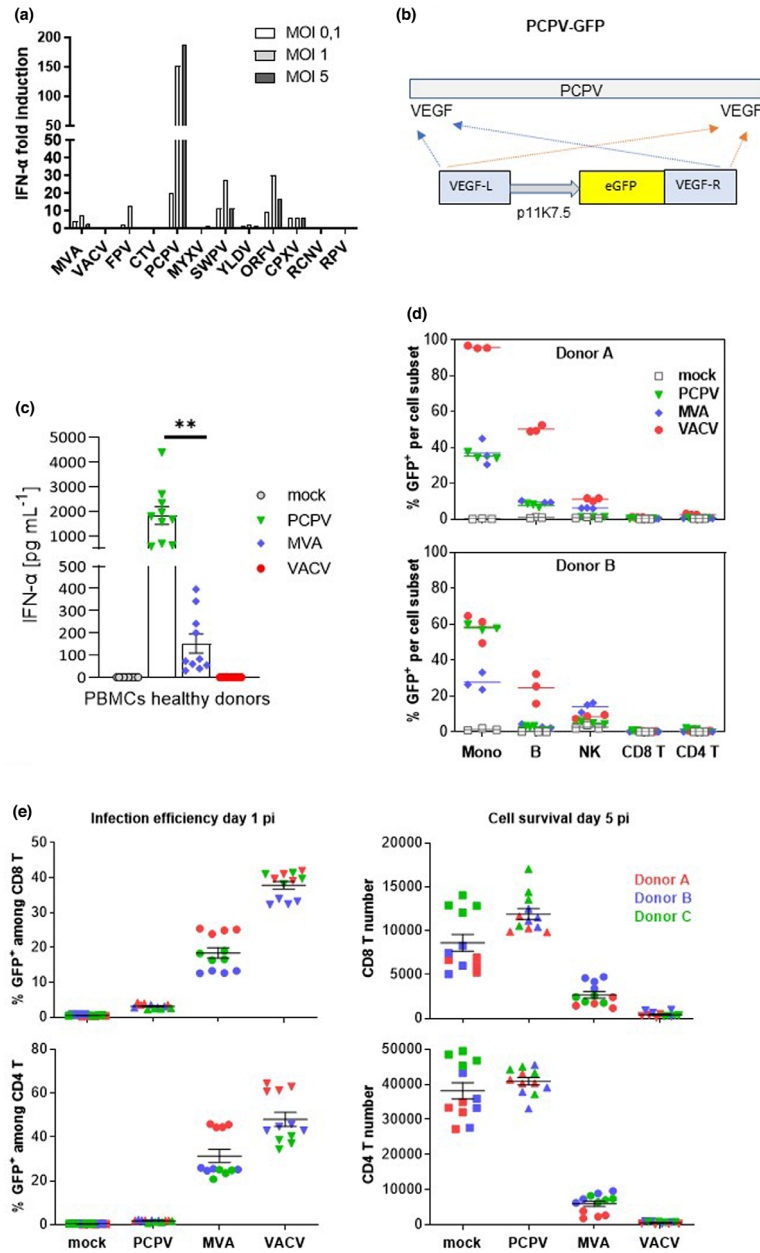 (a)
IFN-α fold Induction
200
150
100
50
50
40
30
20
10
0
MOI 0,1
MOI 1
MOI 5
MVA
VACV
FPV
CTV
PCPV
MYXV
SWPV
YLDV
ORFV
CPXV
RCNV
RPV
(b)
PCPV-GFP
PCPV
VEGF
VEGF
VEGF-L
eGFP
VEGF-R
p11K7.5
(c)
**
IFN-α [pg mL⁻¹]
5000
4000
3000
2000
1000
500
400
300
200
100
0
mock
PCPV
MVA
VACV
PBMCs healthy donors
(d)
% GFP⁺ per cell subset
100
80
60
40
20
0
Donor A
mock
PCPV
MVA
VACV
% GFP⁺ per cell subset
100
80
60
40
20
0
Donor B
Mono
B
NK
CD8 T
CD4 T
(e)
Infection efficiency day 1 pi
% GFP⁺ among CD8 T
50
40
30
20
10
0
Cell survival day 5 pi
CD8 T number
20000
15000
10000
5000
0
Donor A
Donor B
Donor C
% GFP⁺ among CD4 T
80
60
40
20
0
mock
PCPV
MVA
VACV
CD4 T number
50000
40000
30000
20000
10000
0
mock
PCPV
MVA
VACV